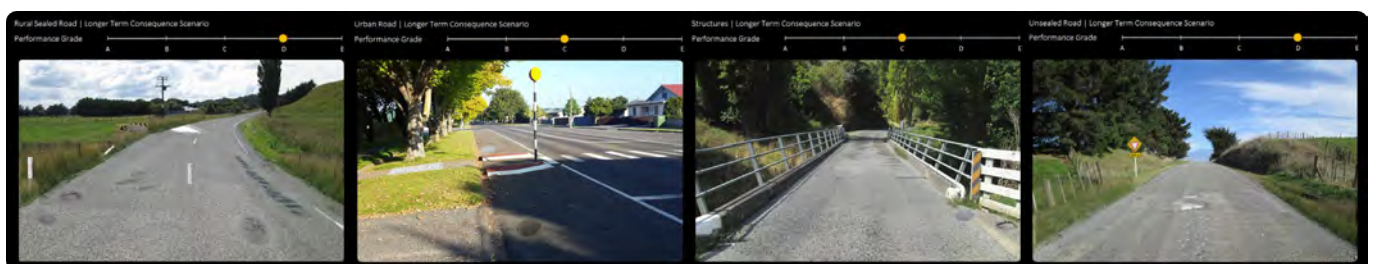 Rural Sealed Road | Longer Term Consequence Scenario
Performance Grade
A B C D E
Urban Road | Longer Term Consequence Scenario
Performance Grade
A B C D E
Structures | Longer Term Consequence Scenario
Performance Grade
A B C D E
Unsealed Road | Longer Term Consequence Scenario
Performance Grade
A B C D E